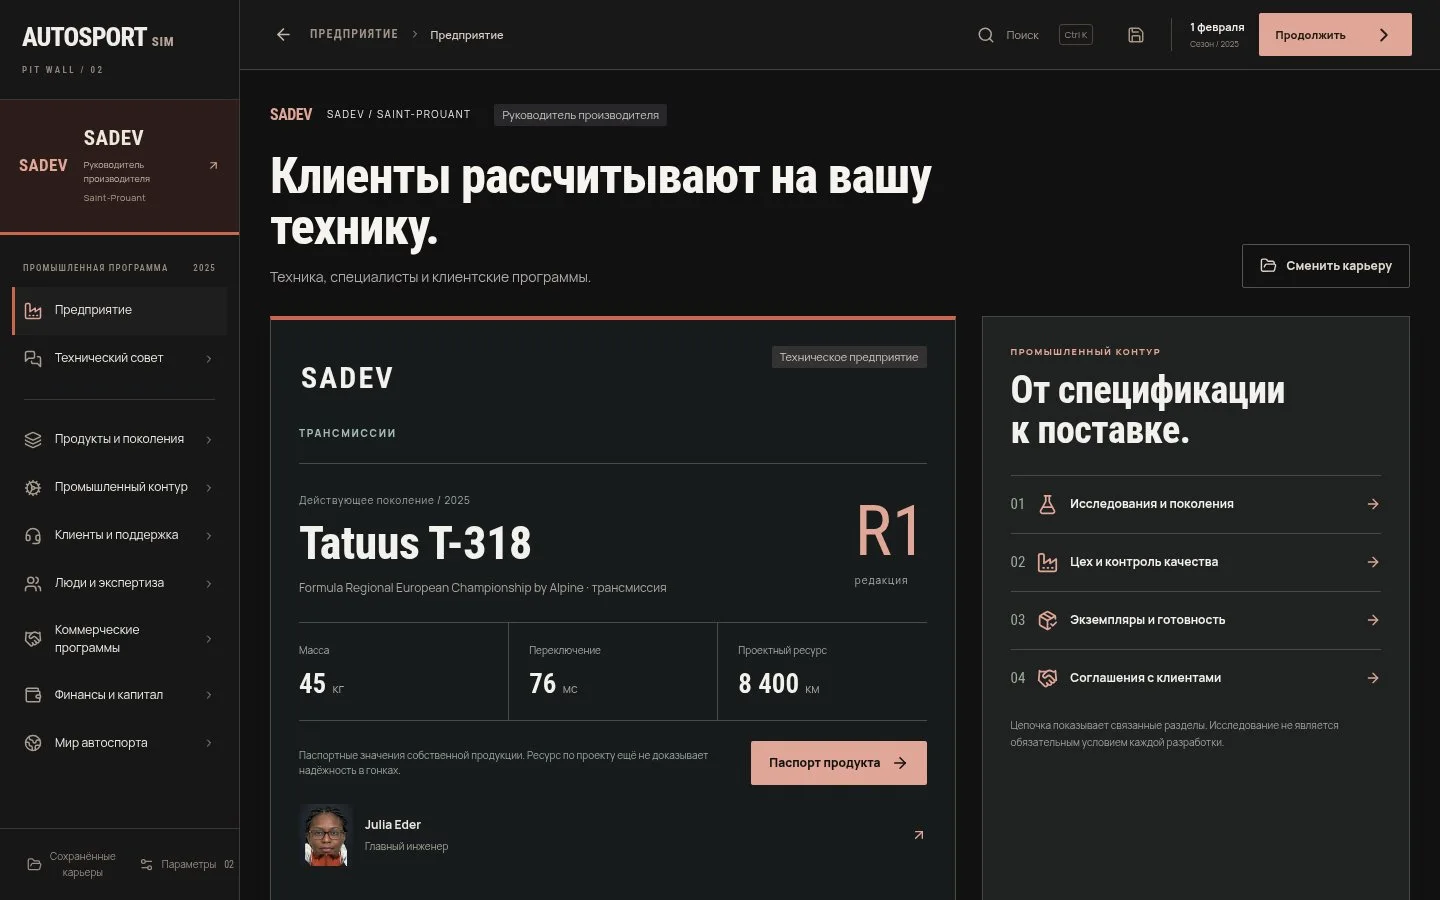 AUTOSPORT SIM
PIT WALL / 02
SADEV
SADEV
Руководитель
производителя
Saint-Prouant
ПРОМЫШЛЕННАЯ ПРОГРАММА 2025
Предприятие
Технический совет
Продукты и поколения
Промышленный контур
Клиенты и поддержка
Люди и экспертиза
Коммерческие
программы
Финансы и капитал
Мир автоспорта
Сохранённые
карьеры
Параметры 02
ПРЕДПРИЯТИЕ
Предприятие
Поиск
Ctrl K
1 февраля
Сезон / 2025
Продолжить
SADEV
SADEV / SAINT-PROUANT
Руководитель производителя
Клиенты рассчитывают на вашу
технику.
Техника, специалисты и клиентские программы.
Сменить карьеру
Техническое предприятие
SADEV
ТРАНСМИССИИ
Действующее поколение / 2025
Tatuus T-318
Formula Regional European Championship by Alpine · трансмиссия
R1
редакция
Масса
45 кг
Переключение
76 мс
Проектный ресурс
8 400 км
Паспортные значения собственной продукции. Ресурс по проекту ещё не доказывает
надёжность в гонках.
Паспорт продукта
Julia Eder
Главный инженер
ПРОМЫШЛЕННЫЙ КОНТУР
От спецификации
к поставке.
01 Исследования и поколения
02 Цех и контроль качества
03 Экземпляры и готовность
04 Соглашения с клиентами
Цепочка показывает связанные разделы. Исследование не является
обязательным условием каждой разработки.